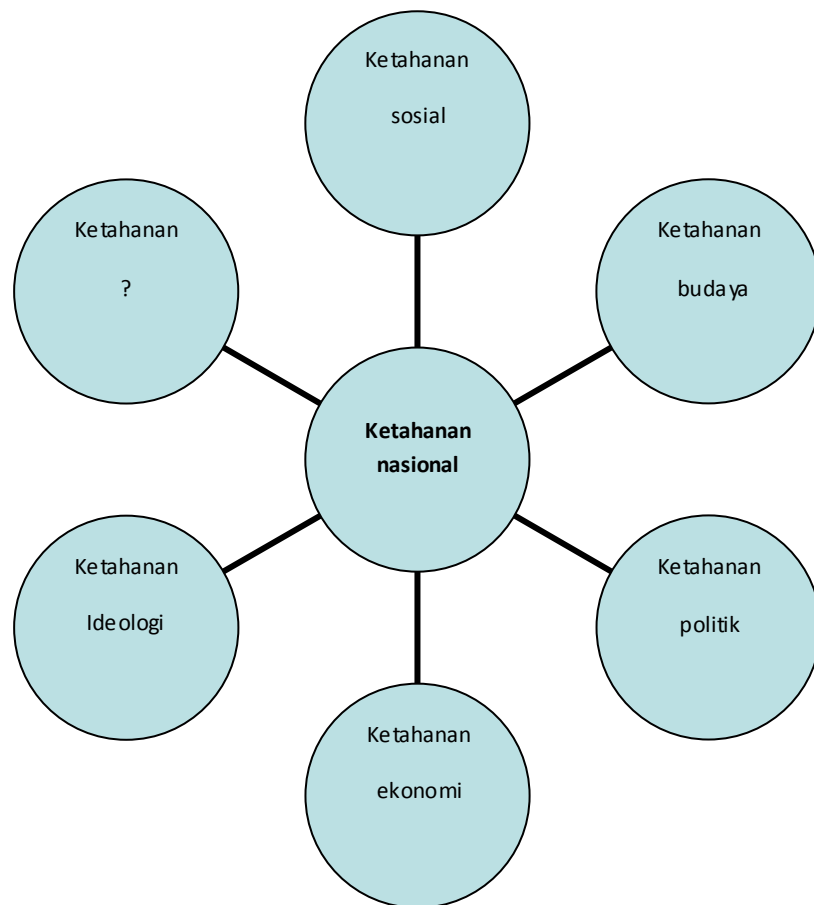 Ketahanan
sosial
Ketahanan
?
Ketahanan
budaya
Ketahanan
nasional
Ketahanan
Ideologi
Ketahanan
politik
Ketahanan
ekonomi